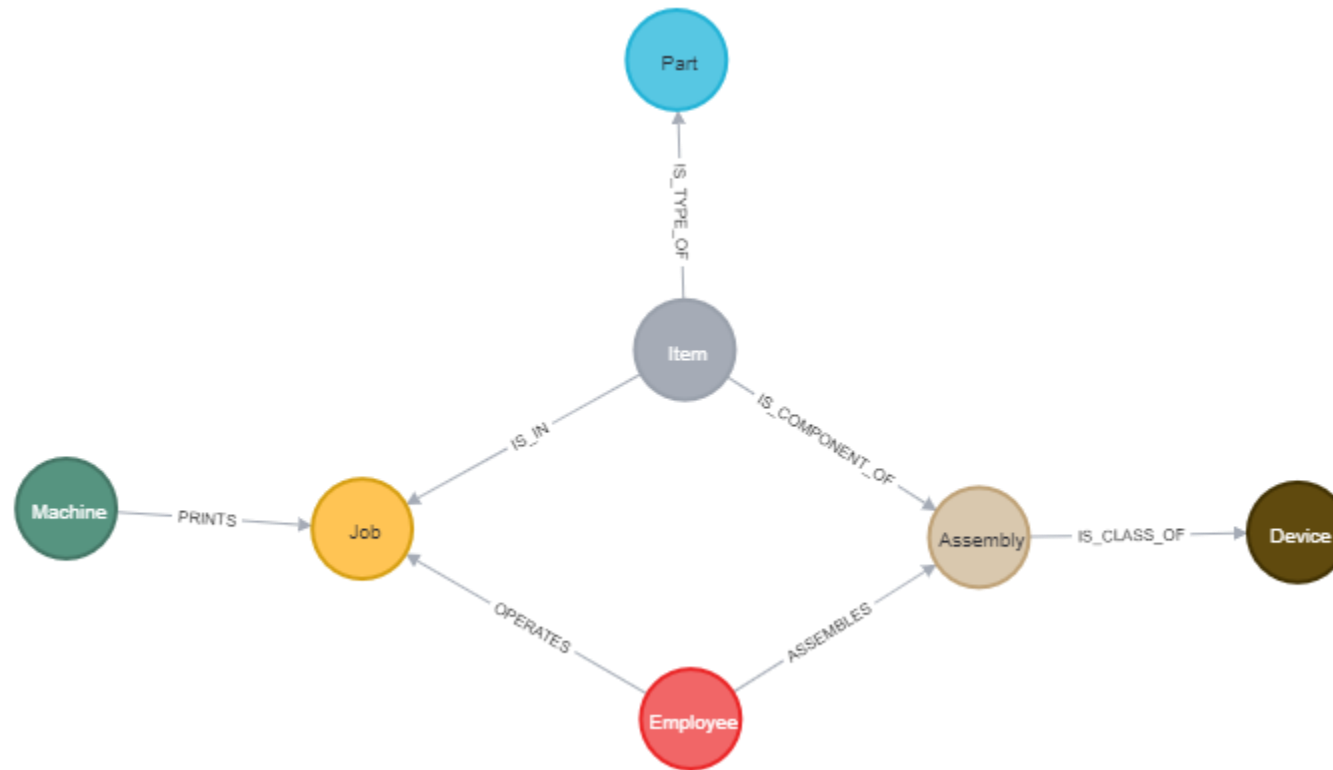 Part
IS_TYPE_OF
Item
IS_IN
IS_COMPONENT_OF
Machine
PRINTS
Job
Assembly
IS_CLASS_OF
Device
OPERATES
ASSEMBLES
Employee